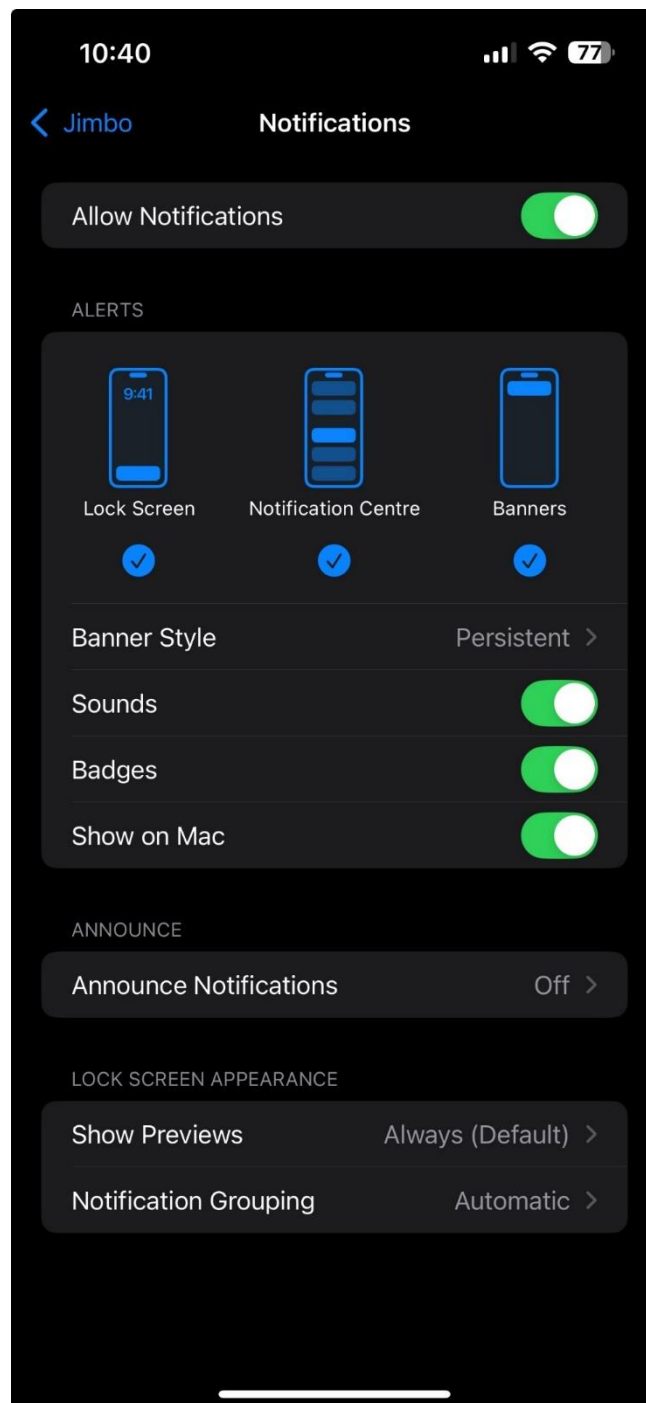 10:40 77
Jimbo Notifications
Allow Notifications
ALERTS
9:41
Lock Screen Notification Centre Banners
Banner Style Persistent
Sounds
Badges
Show on Mac
ANNOUNCE
Announce Notifications Off
LOCK SCREEN APPEARANCE
Show Previews Always (Default)
Notification Grouping Automatic